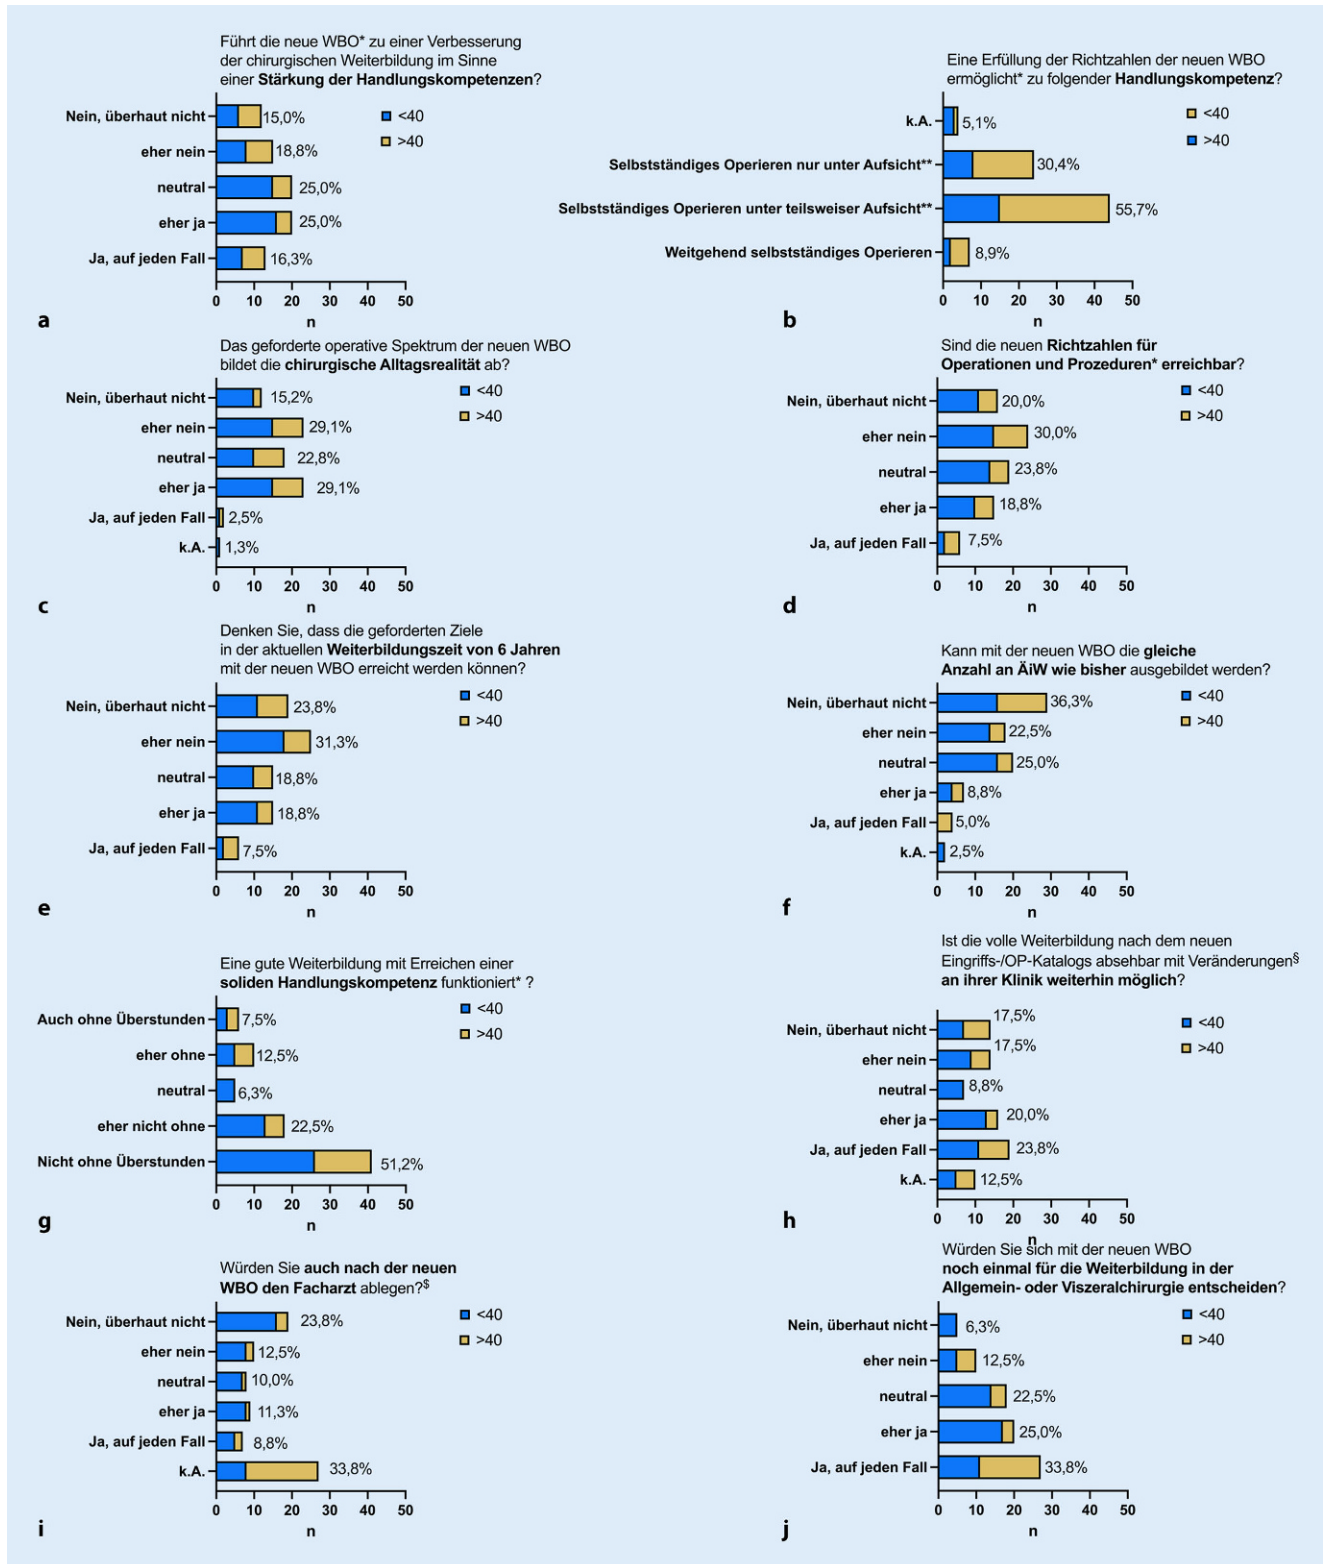 Führt die neue WBO* zu einer Verbesserung
der chirurgischen Weiterbildung im Sinne
einer Stärkung der Handlungskompetenzen?
Nein, überhaut nicht
15,0%
eher nein
18,8%
neutral
25,0%
eher ja
25,0%
Ja, auf jeden Fall
16,3%
<40
>40
0 10 20 30 40 50
n
a
Eine Erfüllung der Richtzahlen der neuen WBO
ermöglicht* zu folgender Handlungskompetenz?
k.A.
5,1%
Selbstständiges Operieren nur unter Aufsicht**
30,4%
Selbstständiges Operieren unter teilsweiser Aufsicht**
55,7%
Weitgehend selbstständiges Operieren
8,9%
<40
>40
0 10 20 30 40 50
n
b
Das geforderte operative Spektrum der neuen WBO
bildet die chirurgische Alltagsrealität ab?
Nein, überhaut nicht
15,2%
eher nein
29,1%
neutral
22,8%
eher ja
29,1%
Ja, auf jeden Fall
2,5%
k.A.
1,3%
<40
>40
0 10 20 30 40 50
n
c
Sind die neuen Richtzahlen für
Operationen und Prozeduren* erreichbar?
Nein, überhaut nicht
20,0%
eher nein
30,0%
neutral
23,8%
eher ja
18,8%
Ja, auf jeden Fall
7,5%
<40
>40
0 10 20 30 40 50
n
d
Denken Sie, dass die geforderten Ziele
in der aktuellen Weiterbildungszeit von 6 Jahren
mit der neuen WBO erreicht werden können?
Nein, überhaut nicht
23,8%
eher nein
31,3%
neutral
18,8%
eher ja
18,8%
Ja, auf jeden Fall
7,5%
<40
>40
0 10 20 30 40 50
n
e
Kann mit der neuen WBO die gleiche
Anzahl an ÄiW wie bisher ausgebildet werden?
Nein, überhaut nicht
36,3%
eher nein
22,5%
neutral
25,0%
eher ja
8,8%
Ja, auf jeden Fall
5,0%
k.A.
2,5%
<40
>40
0 10 20 30 40 50
n
f
Eine gute Weiterbildung mit Erreichen einer
soliden Handlungskompetenz funktioniert* ?
Auch ohne Überstunden
7,5%
eher ohne
12,5%
neutral
6,3%
eher nicht ohne
22,5%
Nicht ohne Überstunden
51,2%
<40
>40
0 10 20 30 40 50
n
g
Ist die volle Weiterbildung nach dem neuen
Eingriffs-/OP-Katalogs absehbar mit Veränderungen§
an ihrer Klinik weiterhin möglich?
Nein, überhaut nicht
17,5%
eher nein
17,5%
neutral
8,8%
eher ja
20,0%
Ja, auf jeden Fall
23,8%
k.A.
12,5%
<40
>40
0 10 20 30 40 50
n
h
Würden Sie auch nach der neuen
WBO den Facharzt ablegen?$
Nein, überhaut nicht
23,8%
eher nein
12,5%
neutral
10,0%
eher ja
11,3%
Ja, auf jeden Fall
8,8%
k.A.
33,8%
<40
>40
0 10 20 30 40 50
n
i
Würden Sie sich mit der neuen WBO
noch einmal für die Weiterbildung in der
Allgemein- oder Viszeralchirurgie entscheiden?
Nein, überhaut nicht
6,3%
eher nein
12,5%
neutral
22,5%
eher ja
25,0%
Ja, auf jeden Fall
33,8%
<40
>40
0 10 20 30 40 50
n
j